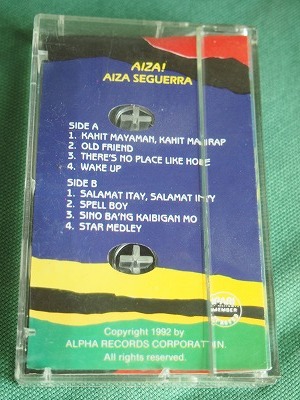 AIZA!
AIZA SEGUERRA
SIDE A
1. KAHIT MAYAMAN, KAHIT MAHIRAP
2. OLD FRIEND
3. THERE'S NO PLACE LIKE HOME
4. WAKE UP
SIDE B
1. SALAMAT ITAY, SALAMAT INAY
2. SPELL BOY
3. SINO BA'NG KAIBIGAN MO
4. STAR MEDLEY
MEMBER
Copyright 1992 by
ALPHA RECORDS CORPORATION.
All rights reserved.